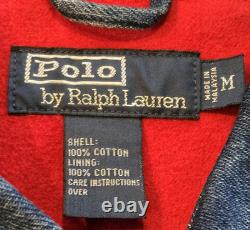 Polo
by Ralph Lauren
MADE IN
MALAYSIA
M
SHELL:
100% COTTON
LINING:
100% COTTON
CARE INSTRUCTIONS
OVER